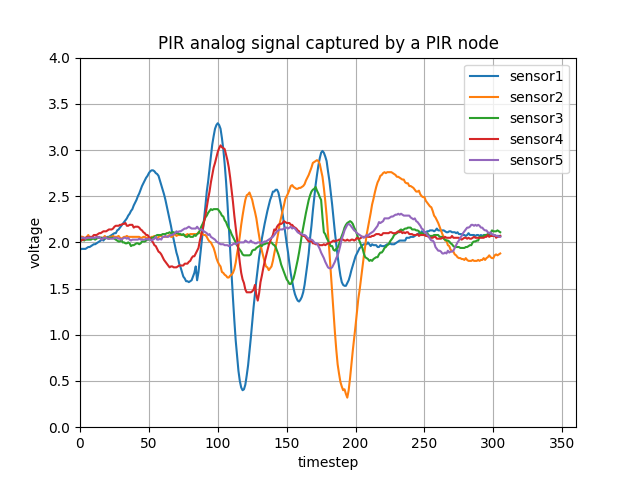 PIR analog signal captured by a PIR node
4.0
3.5
3.0
2.5
2.0
1.5
1.0
0.5
0.0
voltage
sensor1
sensor2
sensor3
sensor4
sensor5
0 50 100 150 200 250 300 350
timestep